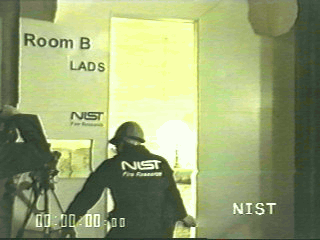 Room B
LADS
NIST
Fire Research
NIST
Fire Research
NIST
00:00:00:00